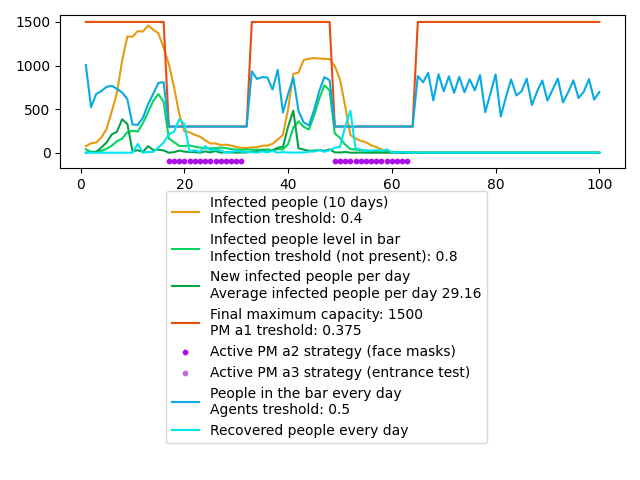 1500
1000
500
0
0 20 40 60 80 100
Infected people (10 days)
Infection treshold: 0.4
Infected people level in bar
Infection treshold (not present): 0.8
New infected people per day
Average infected people per day 29.16
Final maximum capacity: 1500
PM a1 treshold: 0.375
Active PM a2 strategy (face masks)
Active PM a3 strategy (entrance test)
People in the bar every day
Agents treshold: 0.5
Recovered people every day